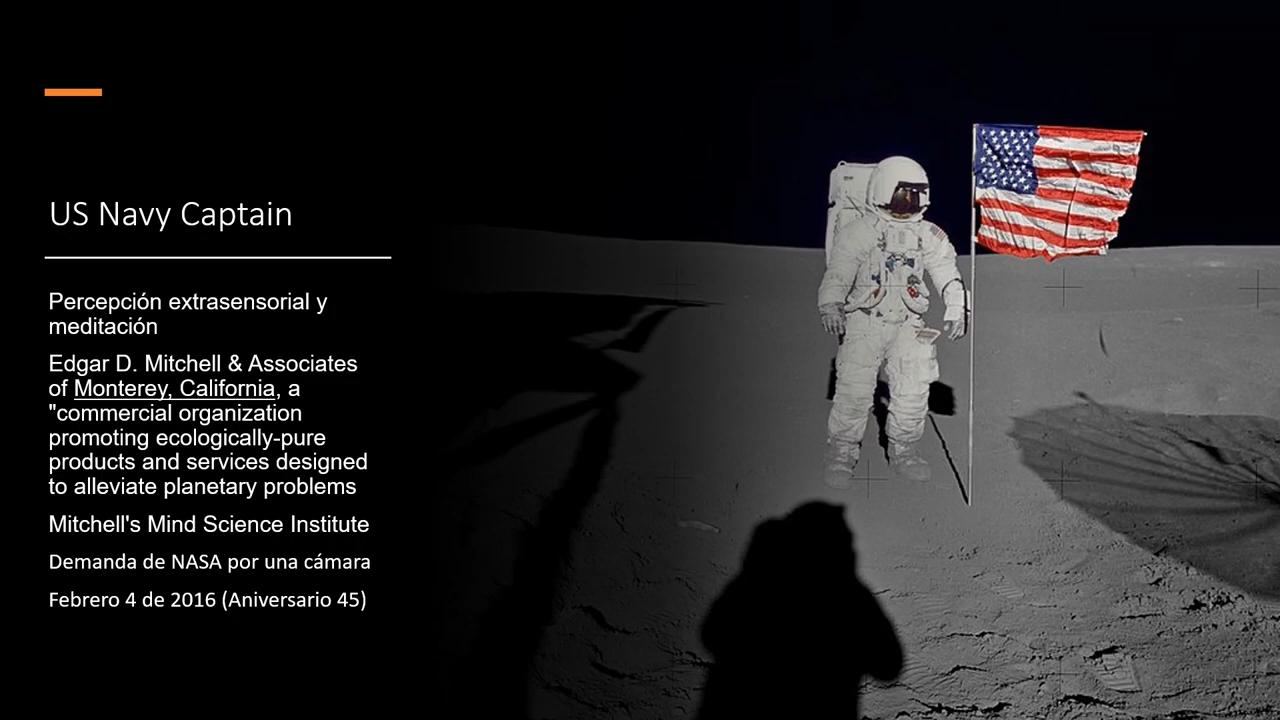 US Navy Captain
Percepción extrasensorial y
meditación
Edgar D. Mitchell & Associates
of Monterey, California, a
"commercial organization
promoting ecologically-pure
products and services designed
to alleviate planetary problems
Mitchell's Mind Science Institute
Demanda de NASA por una cámara
Febrero 4 de 2016 (Aniversario 45)